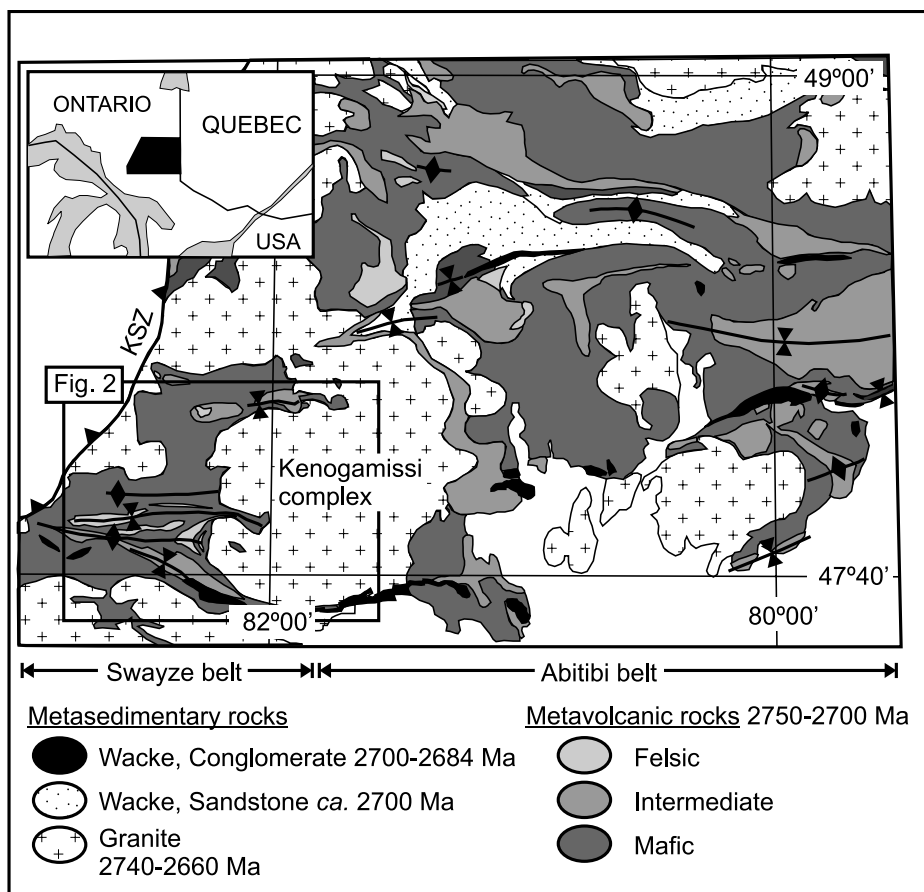 ONTARIO
QUEBEC
USA
49º00’
KSZ
Fig. 2
Kenogamissi
complex
47º40’
82º00’
80º00’
Swayze belt
Abitibi belt
Metasedimentary rocks
Wacke, Conglomerate 2700-2684 Ma
Wacke, Sandstone ca. 2700 Ma
Granite
2740-2660 Ma
Metavolcanic rocks 2750-2700 Ma
Felsic
Intermediate
Mafic